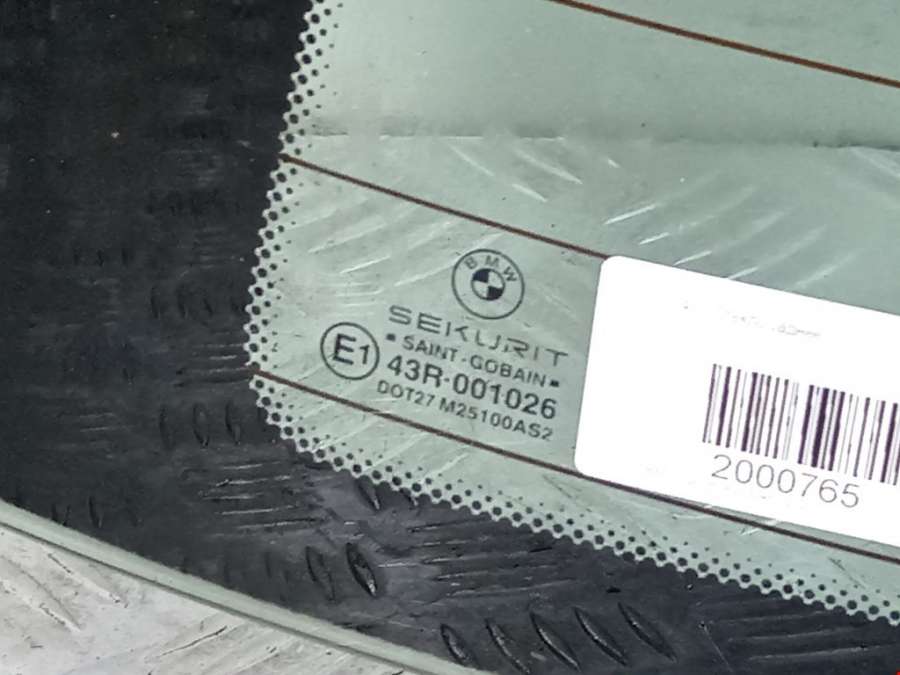 BMW
SEKURIT
SAINT-GOBAIN
E1
43R-001026
DOT27 M25100AS2
2000765